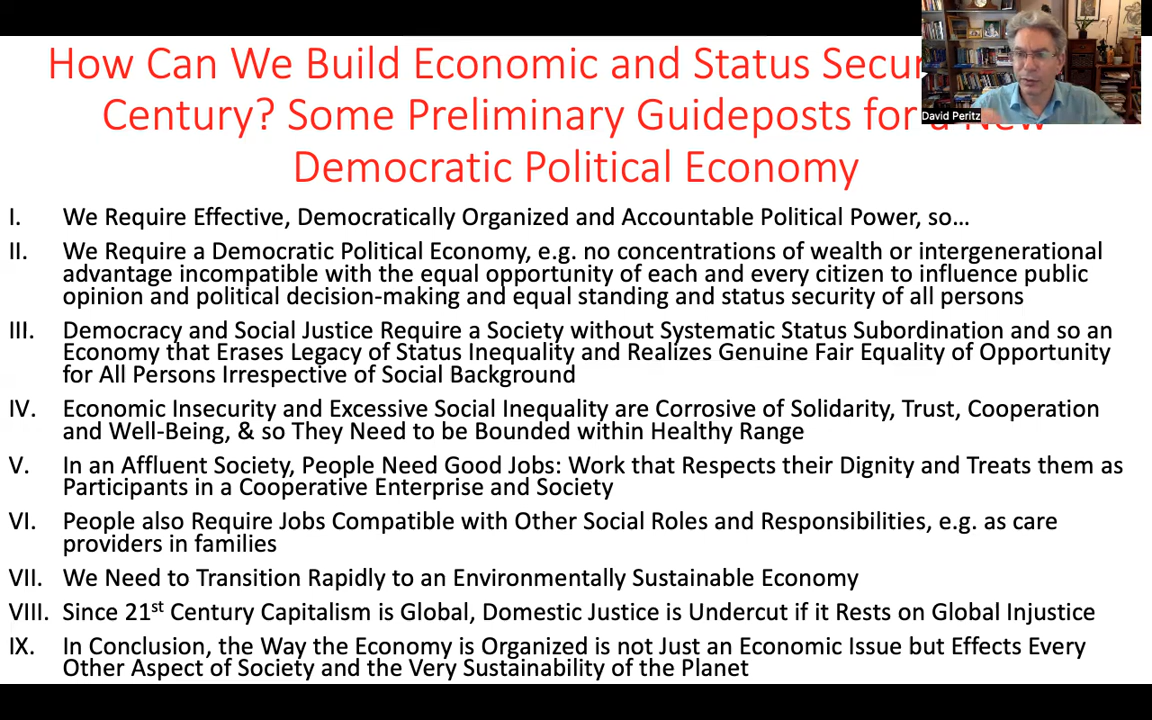 How Can We Build Economic and Status Secur
Century? Some Preliminary Guideposts for a New
Democratic Political Economy
David Peritz
I. We Require Effective, Democratically Organized and Accountable Political Power, so…
II. We Require a Democratic Political Economy, e.g. no concentrations of wealth or intergenerational
advantage incompatible with the equal opportunity of each and every citizen to influence public
opinion and political decision-making and equal standing and status security of all persons
III. Democracy and Social Justice Require a Society without Systematic Status Subordination and so an
Economy that Erases Legacy of Status Inequality and Realizes Genuine Fair Equality of Opportunity
for All Persons Irrespective of Social Background
IV. Economic Insecurity and Excessive Social Inequality are Corrosive of Solidarity, Trust, Cooperation
and Well-Being, & so They Need to be Bounded within Healthy Range
V. In an Affluent Society, People Need Good Jobs: Work that Respects their Dignity and Treats them as
Participants in a Cooperative Enterprise and Society
VI. People also Require Jobs Compatible with Other Social Roles and Responsibilities, e.g. as care
providers in families
VII. We Need to Transition Rapidly to an Environmentally Sustainable Economy
VIII. Since 21st Century Capitalism is Global, Domestic Justice is Undercut if it Rests on Global Injustice
IX. In Conclusion, the Way the Economy is Organized is not Just an Economic Issue but Effects Every
Other Aspect of Society and the Very Sustainability of the Planet